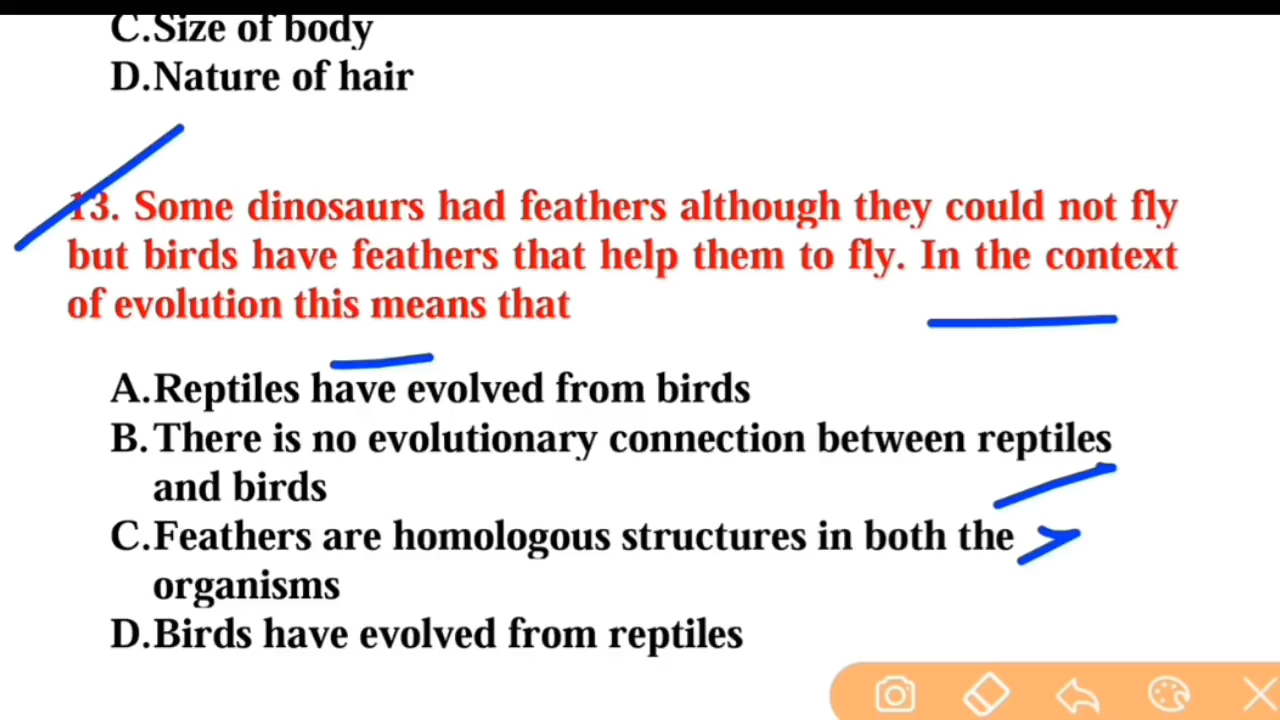 C.Size of body
D.Nature of hair
13. Some dinosaurs had feathers although they could not fly
but birds have feathers that help them to fly. In the context
of evolution this means that
A.Reptiles have evolved from birds
B.There is no evolutionary connection between reptiles
and birds
C.Feathers are homologous structures in both the
organisms
D.Birds have evolved from reptiles